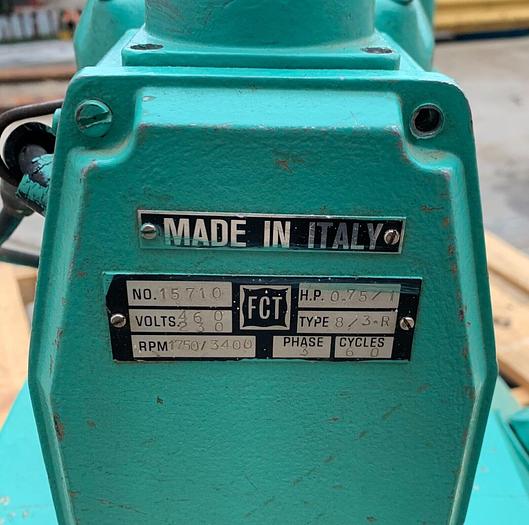 MADE IN ITALY
NO. 15710 FCT H.P. 0.75/1
VOLTS. 460 230 TYPE 8/3-R
RPM 1750/3400 PHASE 3 CYCLES 60